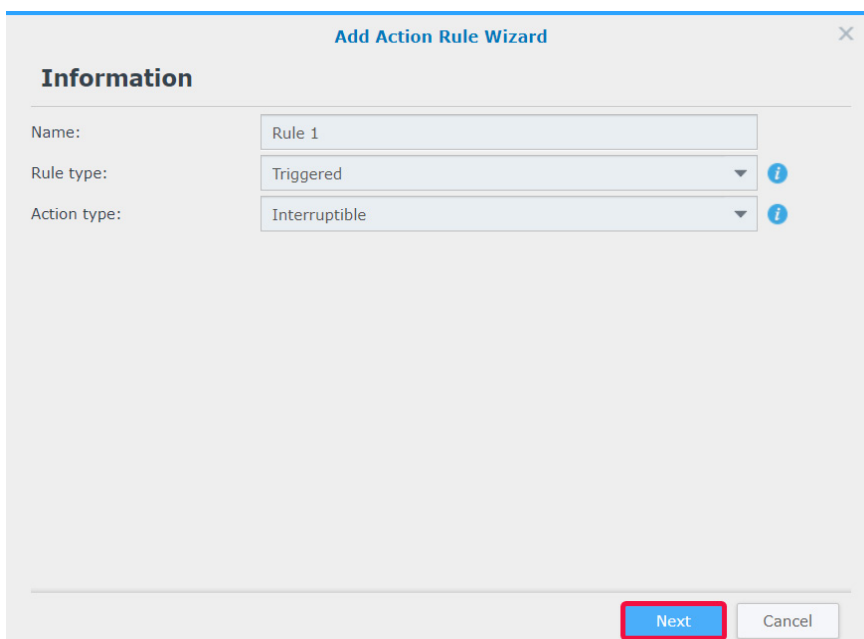 Add Action Rule Wizard
Information
Name: Rule 1
Rule type: Triggered
Action type: Interruptible
Next Cancel